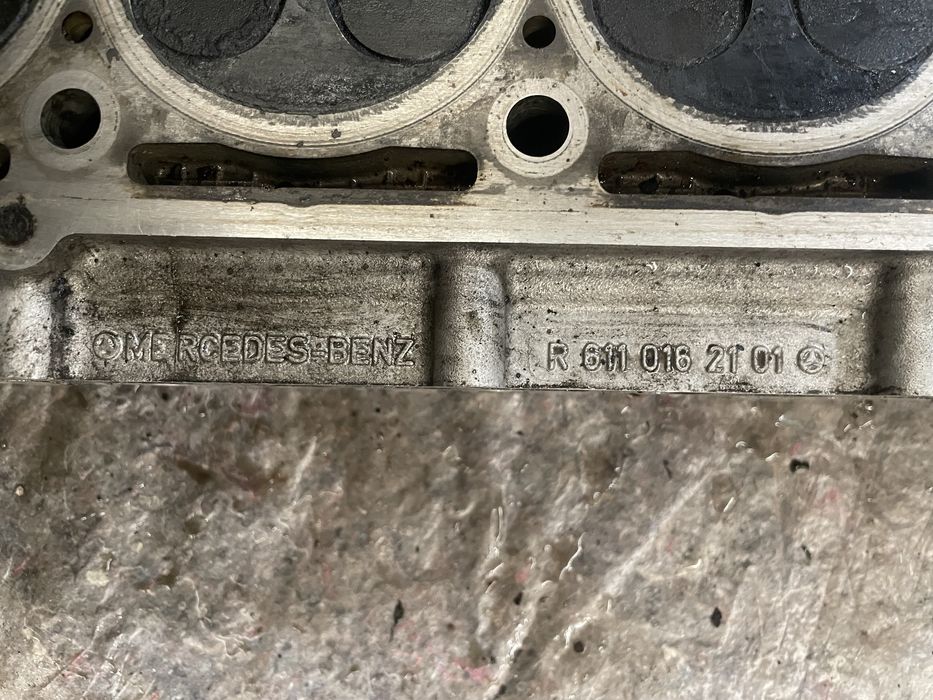 MERCEDES-BENZ
R 611 016 21 01